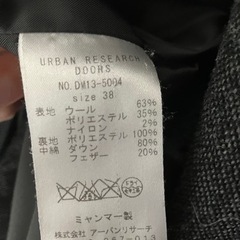 URBAN RESEARCH
DOORS
NO.DM13-5004
size 38
表地 ウール 63%
ポリエステル 35%
ナイロン 2%
裏地 ポリエステル 100%
中綿 ダウン 80%
フェザー 20%
ミャンマー製
株式会社 アーバンリサーチ